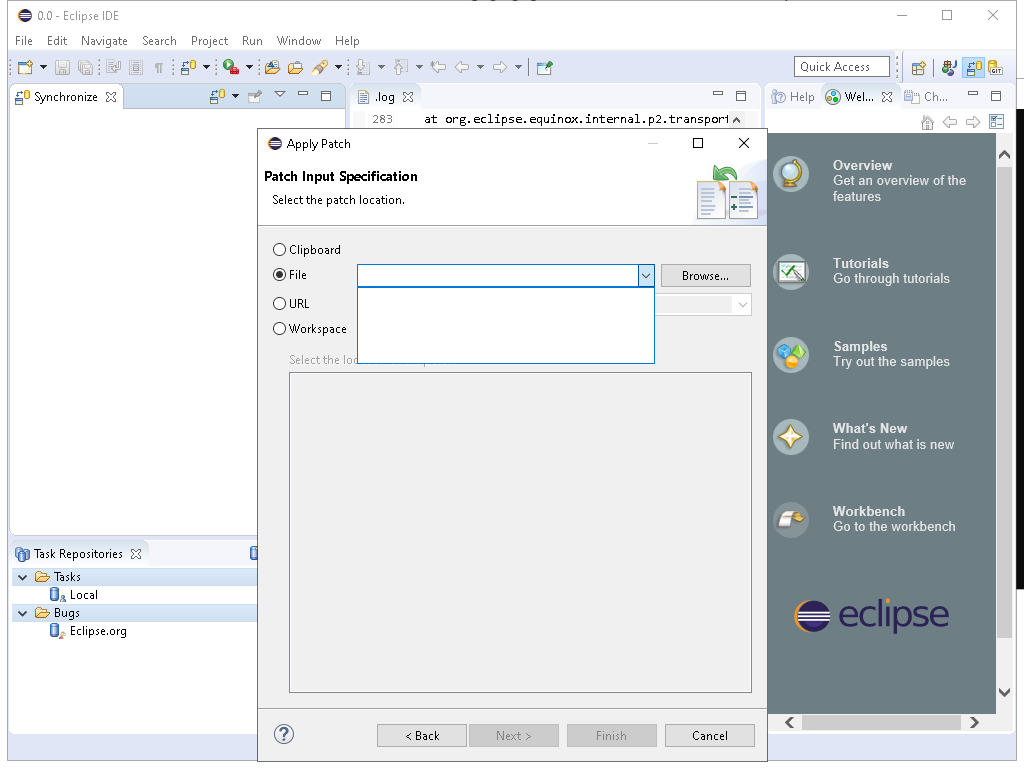 0.0 - Eclipse IDE
File Edit Navigate Search Project Run Window Help
Quick Access
GIT
Synchronize
.log
Help
Wel...
Ch...
283 at org.eclipse.equinox.internal.p2.transport
Apply Patch
Patch Input Specification
Select the patch location.
Clipboard
File
Browse...
URL
Workspace
Select the loc
Overview
Get an overview of the
features
Tutorials
Go through tutorials
Samples
Try out the samples
What's New
Find out what is new
Workbench
Go to the workbench
eclipse
Task Repositories
Tasks
Local
Bugs
Eclipse.org
?
< Back
Next >
Finish
Cancel